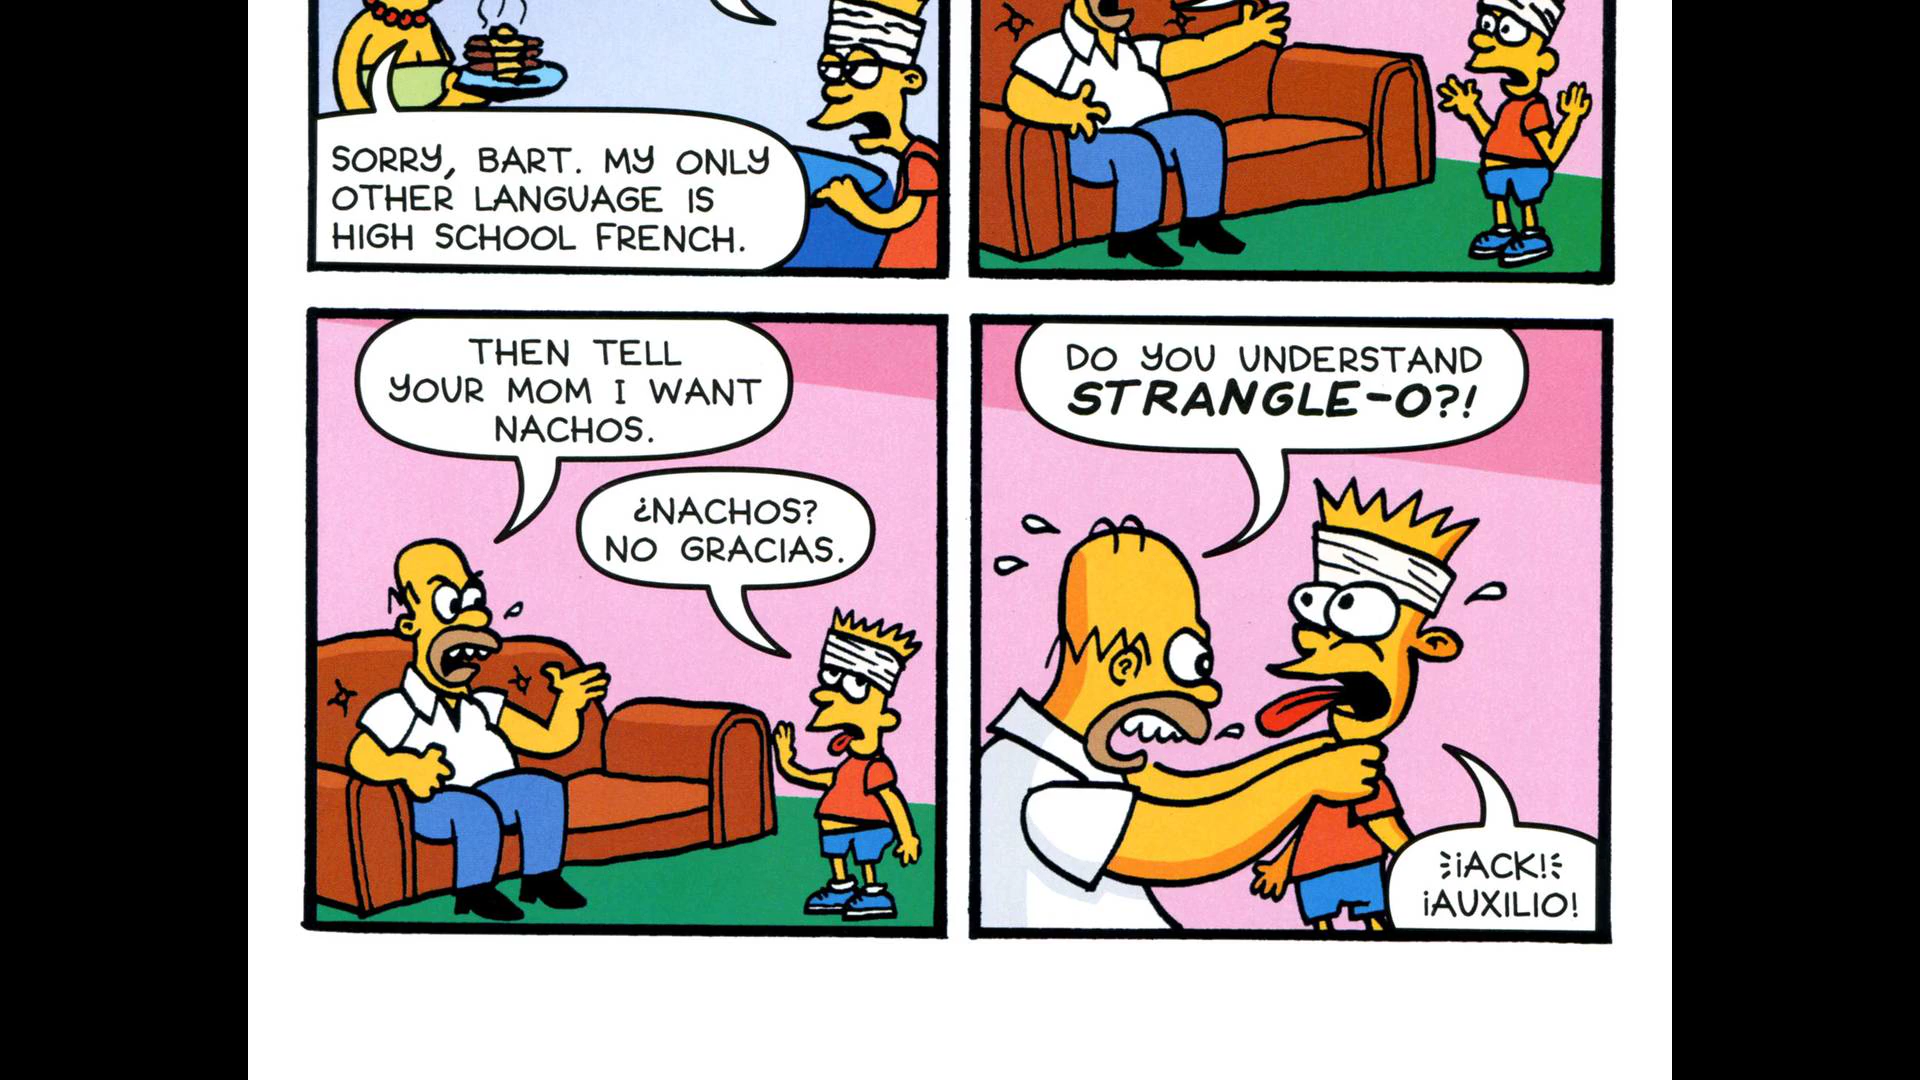 SORRY, BART. MY ONLY
OTHER LANGUAGE IS
HIGH SCHOOL FRENCH.
THEN TELL
YOUR MOM I WANT
NACHOS.
¿NACHOS?
NO GRACIAS.
DO YOU UNDERSTAND
STRANGLE-O?!
¡ACK!
¡AUXILIO!